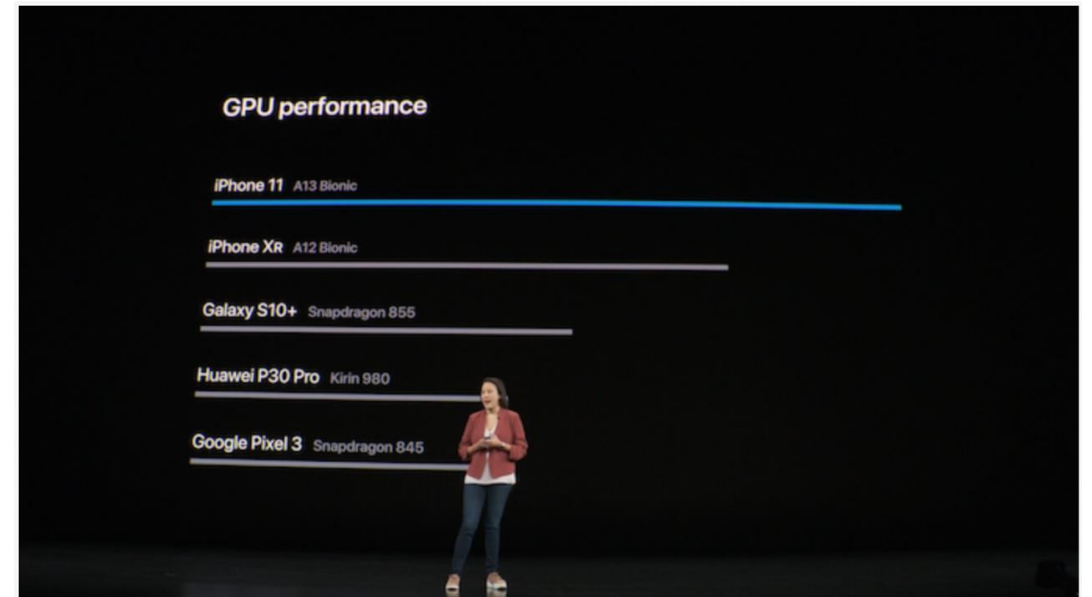 GPU performance
iPhone 11 A13 Bionic
iPhone XR A12 Bionic
Galaxy S10+ Snapdragon 855
Huawei P30 Pro Kirin 980
Google Pixel 3 Snapdragon 845